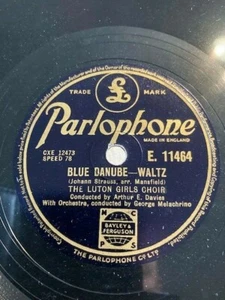 TRADE MARK
Parlophone
MADE IN ENGLAND
CXE 12473
SPEED 78
E. 11464
BLUE DANUBE—WALTZ
(Johann Strauss, arr. Mansfield)
THE LUTON GIRLS CHOIR
Conducted by Arthur E. Davies
With Orchestra, conducted by George Melachrino
M C
BAYLEY &
FERGUSON
P S
THE PARLOPHONE CO LTD